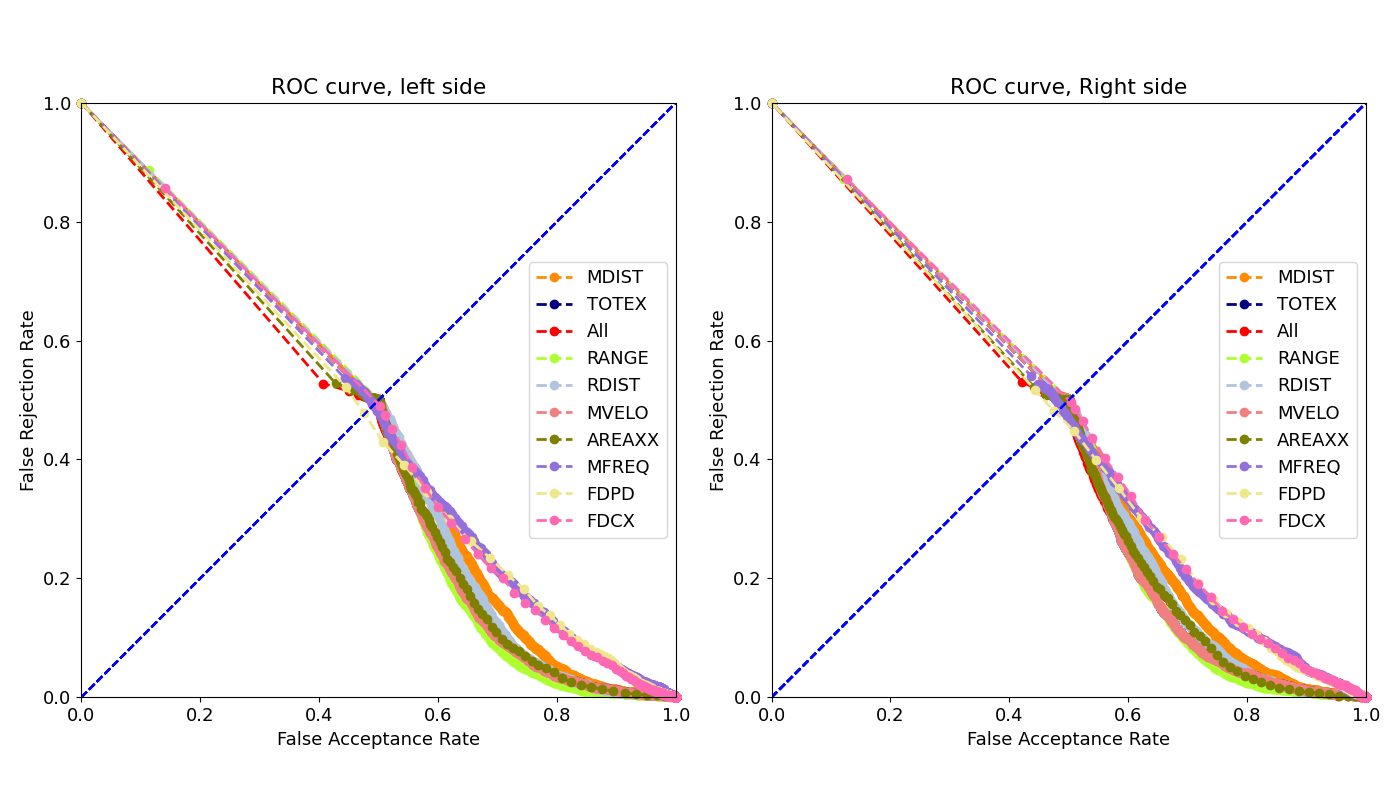 ROC curve, left side
1.0
0.8
0.6
0.4
0.2
0.0
False Rejection Rate
MDIST
TOTEX
All
RANGE
RDIST
MVELO
AREAXX
MFREQ
FDPD
FDCX
0.0 0.2 0.4 0.6 0.8 1.0
False Acceptance Rate
ROC curve, Right side
1.0
0.8
0.6
0.4
0.2
0.0
False Rejection Rate
MDIST
TOTEX
All
RANGE
RDIST
MVELO
AREAXX
MFREQ
FDPD
FDCX
0.0 0.2 0.4 0.6 0.8 1.0
False Acceptance Rate